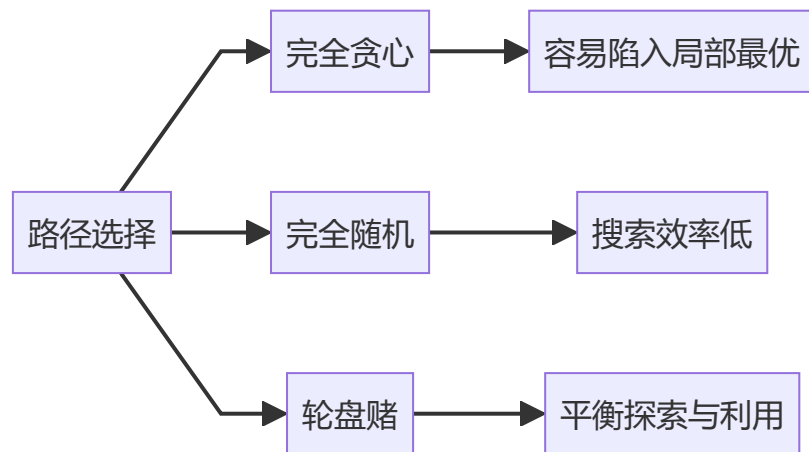 完全贪心
容易陷入局部最优
路径选择
完全随机
搜索效率低
轮盘赌
平衡探索与利用